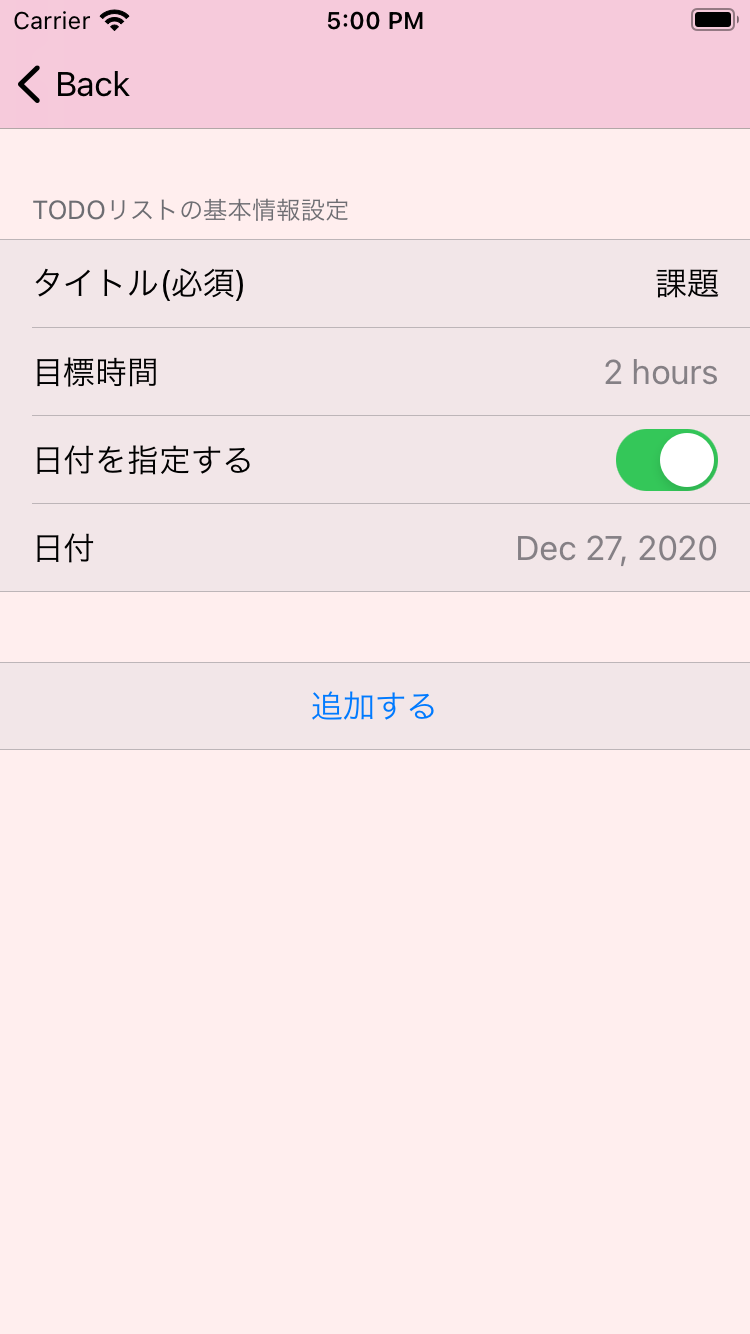 Carrier 5:00 PM
Back
TODOリストの基本情報設定
タイトル(必須) 課題
目標時間 2 hours
日付を指定する
日付 Dec 27, 2020
追加する